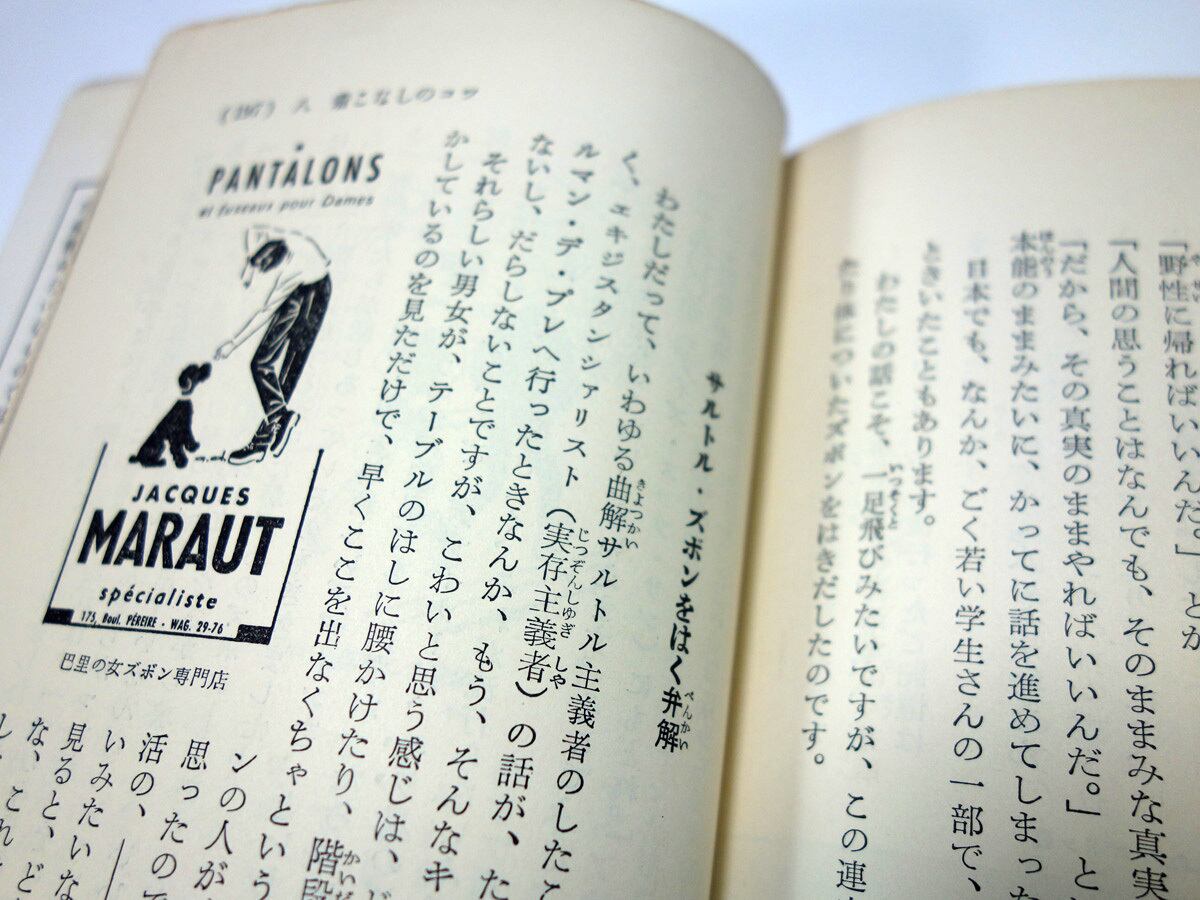 「野性に帰ればいいんだ。」とか
「人間の思うことはなんでも、そのままみな真実
「だから、その真実のままやればいいんだ。」と
本能のままみたいに、かってに話を進めてしまった
日本でも、なんか、ごく若い学生さんの一部で、
ときいたこともあります。
わたしの話こそ、一足飛びみたいですが、この連
ズボンをはきだしたのです。
(197) 着こなしのコツ
サルトル・ズボンをはく弁解
わたしだって、いわゆる曲解サルトル主義者のしたこ
く、エキジスタンシァリスト(実存主義者)の話が、た
ルマン・デ・プレへ行ったときなんか、もう、そんなキ
ないし、だらしないことですが、こわいと思う感じは、ど
それらしい男女が、テーブルのはしに腰かけたり、階段
かしているのを見ただけで、早くここを出なくちゃという
PANTALONS
et fuseaux pour Dames
JACQUES
MARAUT
spécialiste
175, Boul. PÉREIRE - WAG. 29-76
巴里の女ズボン専門店
ンの人が
思ったので
活の、
いみたいな
見ると、ど
な、これ